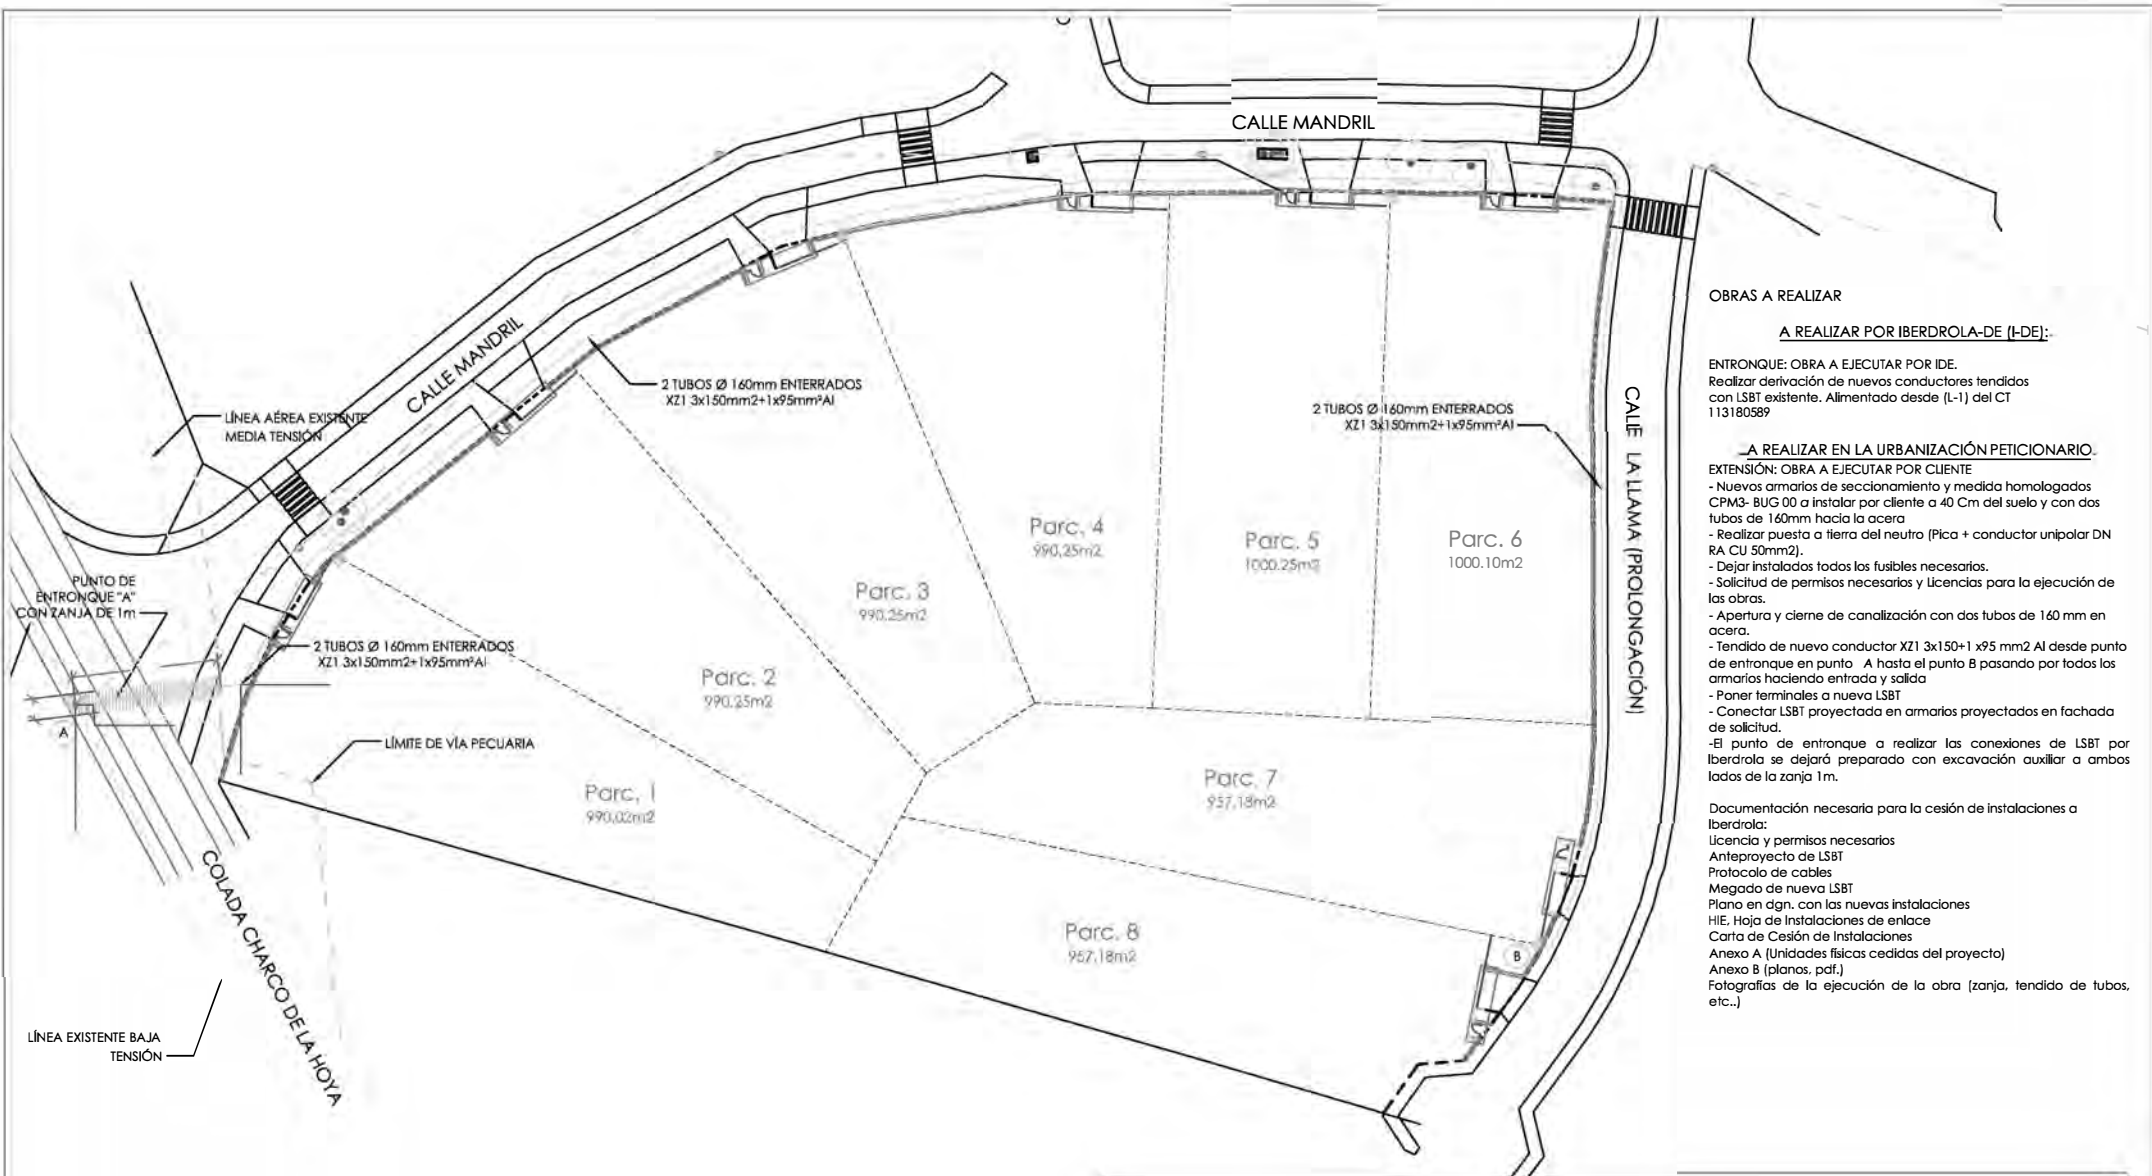 CALLE MANDRIL
CALLE MANDRIL
LÍNEA AÉREA EXISTENTE
MEDIA TENSIÓN
2 TUBOS Ø 160mm ENTERRADOS
XZ1 3x150mm2+1x95mm²Al
2 TUBOS Ø 160mm ENTERRADOS
XZ1 3x150mm2+1x95mm²Al
CALLE LA LLAMA (PROLONGACIÓN)
PUNTO DE
ENTRONQUE "A"
CON ZANJA DE 1m
2 TUBOS Ø 160mm ENTERRADOS
XZ1 3x150mm2+1x95mm²Al
A
LÍMITE DE VÍA PECUARIA
Parc. 1
990,02m2
Parc. 2
990,25m2
Parc. 3
990,25m2
Parc. 4
990,25m2
Parc. 5
1000.25m2
Parc. 6
1000.10m2
Parc. 7
957,18m2
Parc. 8
957,18m2
B
COLADA CHARCO DE LA HOYA
LÍNEA EXISTENTE BAJA
TENSIÓN
OBRAS A REALIZAR
A REALIZAR POR IBERDROLA-DE (I-DE):
ENTRONQUE: OBRA A EJECUTAR POR IDE.
Realizar derivación de nuevos conductores tendidos
con LSBT existente. Alimentado desde (L-1) del CT
113180589
A REALIZAR EN LA URBANIZACIÓN PETICIONARIO
EXTENSIÓN: OBRA A EJECUTAR POR CLIENTE
- Nuevos armarios de seccionamiento y medida homologados
CPM3- BUG 00 a instalar por cliente a 40 Cm del suelo y con dos
tubos de 160mm hacia la acera
- Realizar puesta a tierra del neutro (Pica + conductor unipolar DN
RA CU 50mm2).
- Dejar instalados todos los fusibles necesarios.
- Solicitud de permisos necesarios y Licencias para la ejecución de
las obras.
- Apertura y cierne de canalización con dos tubos de 160 mm en
acera.
- Tendido de nuevo conductor XZ1 3x150+1 x95 mm2 Al desde punto
de entronque en punto A hasta el punto B pasando por todos los
armarios haciendo entrada y salida
- Poner terminales a nueva LSBT
- Conectar LSBT proyectada en armarios proyectados en fachada
de solicitud.
-El punto de entronque a realizar las conexiones de LSBT por
Iberdrola se dejará preparado con excavación auxiliar a ambos
lados de la zanja 1m.
Documentación necesaria para la cesión de instalaciones a
Iberdrola:
Licencia y permisos necesarios
Anteproyecto de LSBT
Protocolo de cables
Megado de nueva LSBT
Plano en dgn. con las nuevas instalaciones
HIE, Hoja de Instalaciones de enlace
Carta de Cesión de Instalaciones
Anexo A (Unidades físicas cedidas del proyecto)
Anexo B (planos, pdf.)
Fotografías de la ejecución de la obra (zanja, tendido de tubos,
etc..)